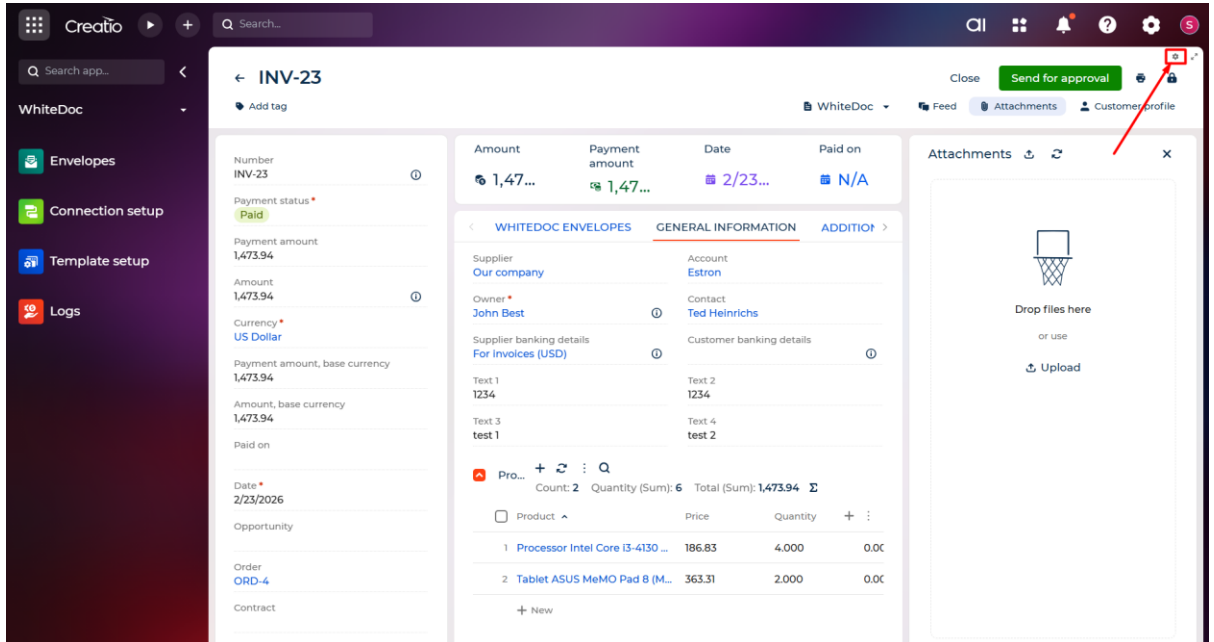 Creatio
Search...
aı
S
Search app...
WhiteDoc
Envelopes
Connection setup
Template setup
Logs
← INV-23
Add tag
Close
Send for approval
WhiteDoc
Feed
Attachments
Customer profile
Number
INV-23
Payment status*
Paid
Payment amount
1,473.94
Amount
1,473.94
Currency*
US Dollar
Payment amount, base currency
1,473.94
Amount, base currency
1,473.94
Paid on
Date*
2/23/2026
Opportunity
Order
ORD-4
Contract
Amount
1,47...
Payment
amount
1,47...
Date
2/23...
Paid on
N/A
WHITEDOC ENVELOPES GENERAL INFORMATION ADDITION
Supplier
Our company
Account
Estron
Owner*
John Best
Contact
Ted Heinrichs
Supplier banking details
For invoices (USD)
Customer banking details
Text 1
1234
Text 2
1234
Text 3
test 1
Text 4
test 2
Pro...
Count: 2 Quantity (Sum): 6 Total (Sum): 1,473.94 Σ
Product Price Quantity
1 Processor Intel Core i3-4130 ... 186.83 4.000 0.00
2 Tablet ASUS MeMO Pad 8 (M... 363.31 2.000 0.00
+ New
Attachments
Drop files here
or use
Upload